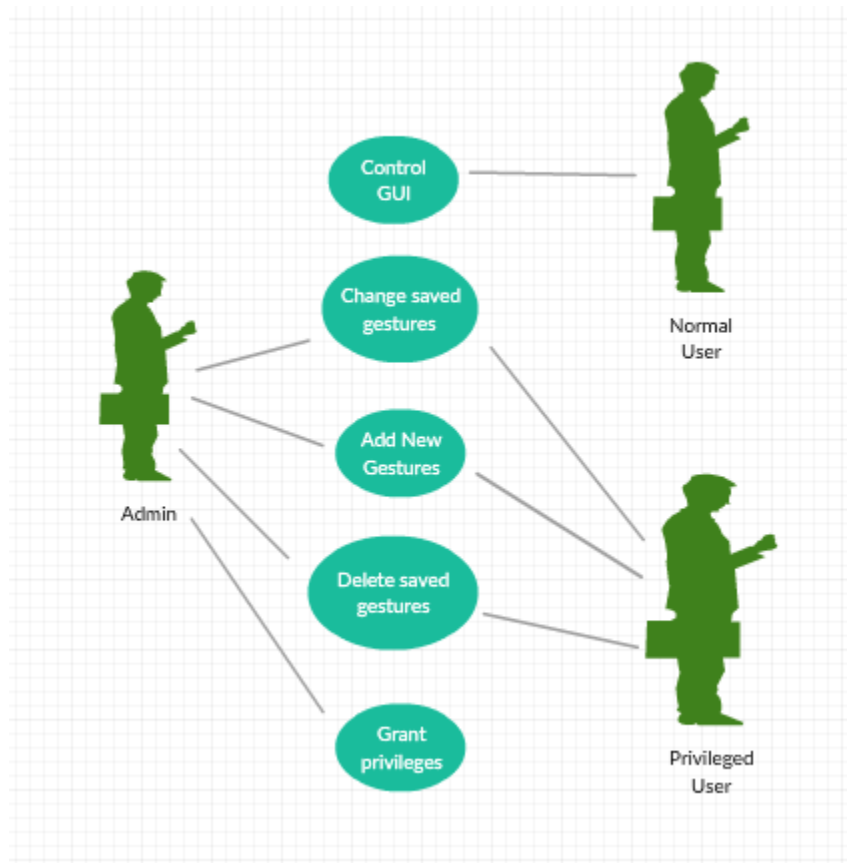 Control
GUI
Change saved
gestures
Normal
User
Add New
Gestures
Admin
Delete saved
gestures
Grant
privileges
Privileged
User